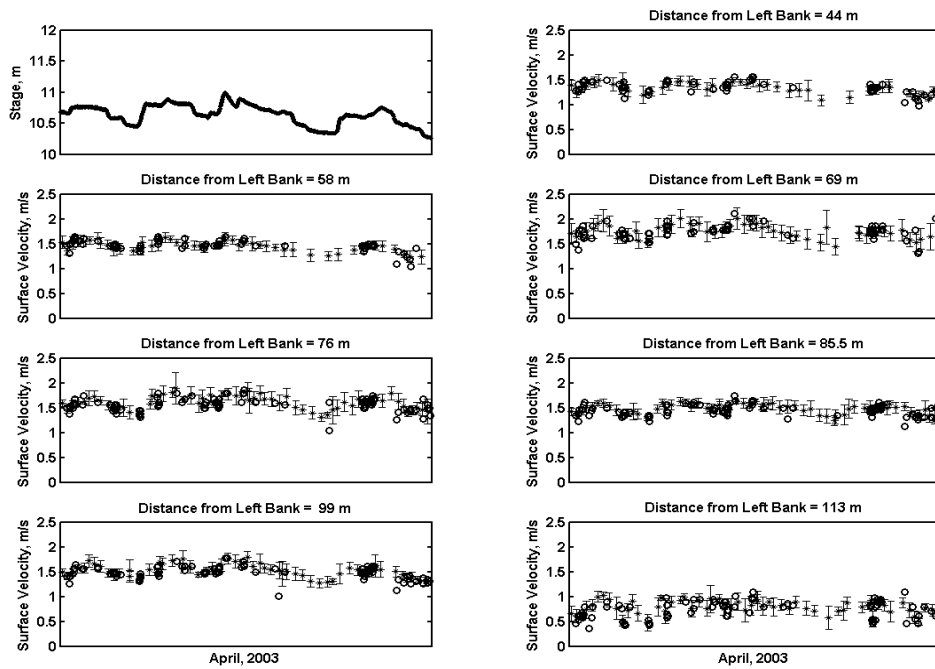 Distance from Left Bank = 44 m
12
11.5
11
10.5
10
Stage, m
2.5
2
1.5
1
0.5
0
Surface Velocity, m/s
Distance from Left Bank = 58 m
2.5
2
1.5
1
0.5
0
Surface Velocity, m/s
Distance from Left Bank = 69 m
2.5
2
1.5
1
0.5
0
Surface Velocity, m/s
Distance from Left Bank = 76 m
2.5
2
1.5
1
0.5
0
Surface Velocity, m/s
Distance from Left Bank = 85.5 m
2.5
2
1.5
1
0.5
0
Surface Velocity, m/s
Distance from Left Bank = 99 m
2.5
2
1.5
1
0.5
0
Surface Velocity, m/s
April, 2003
Distance from Left Bank = 113 m
2.5
2
1.5
1
0.5
0
Surface Velocity, m/s
April, 2003